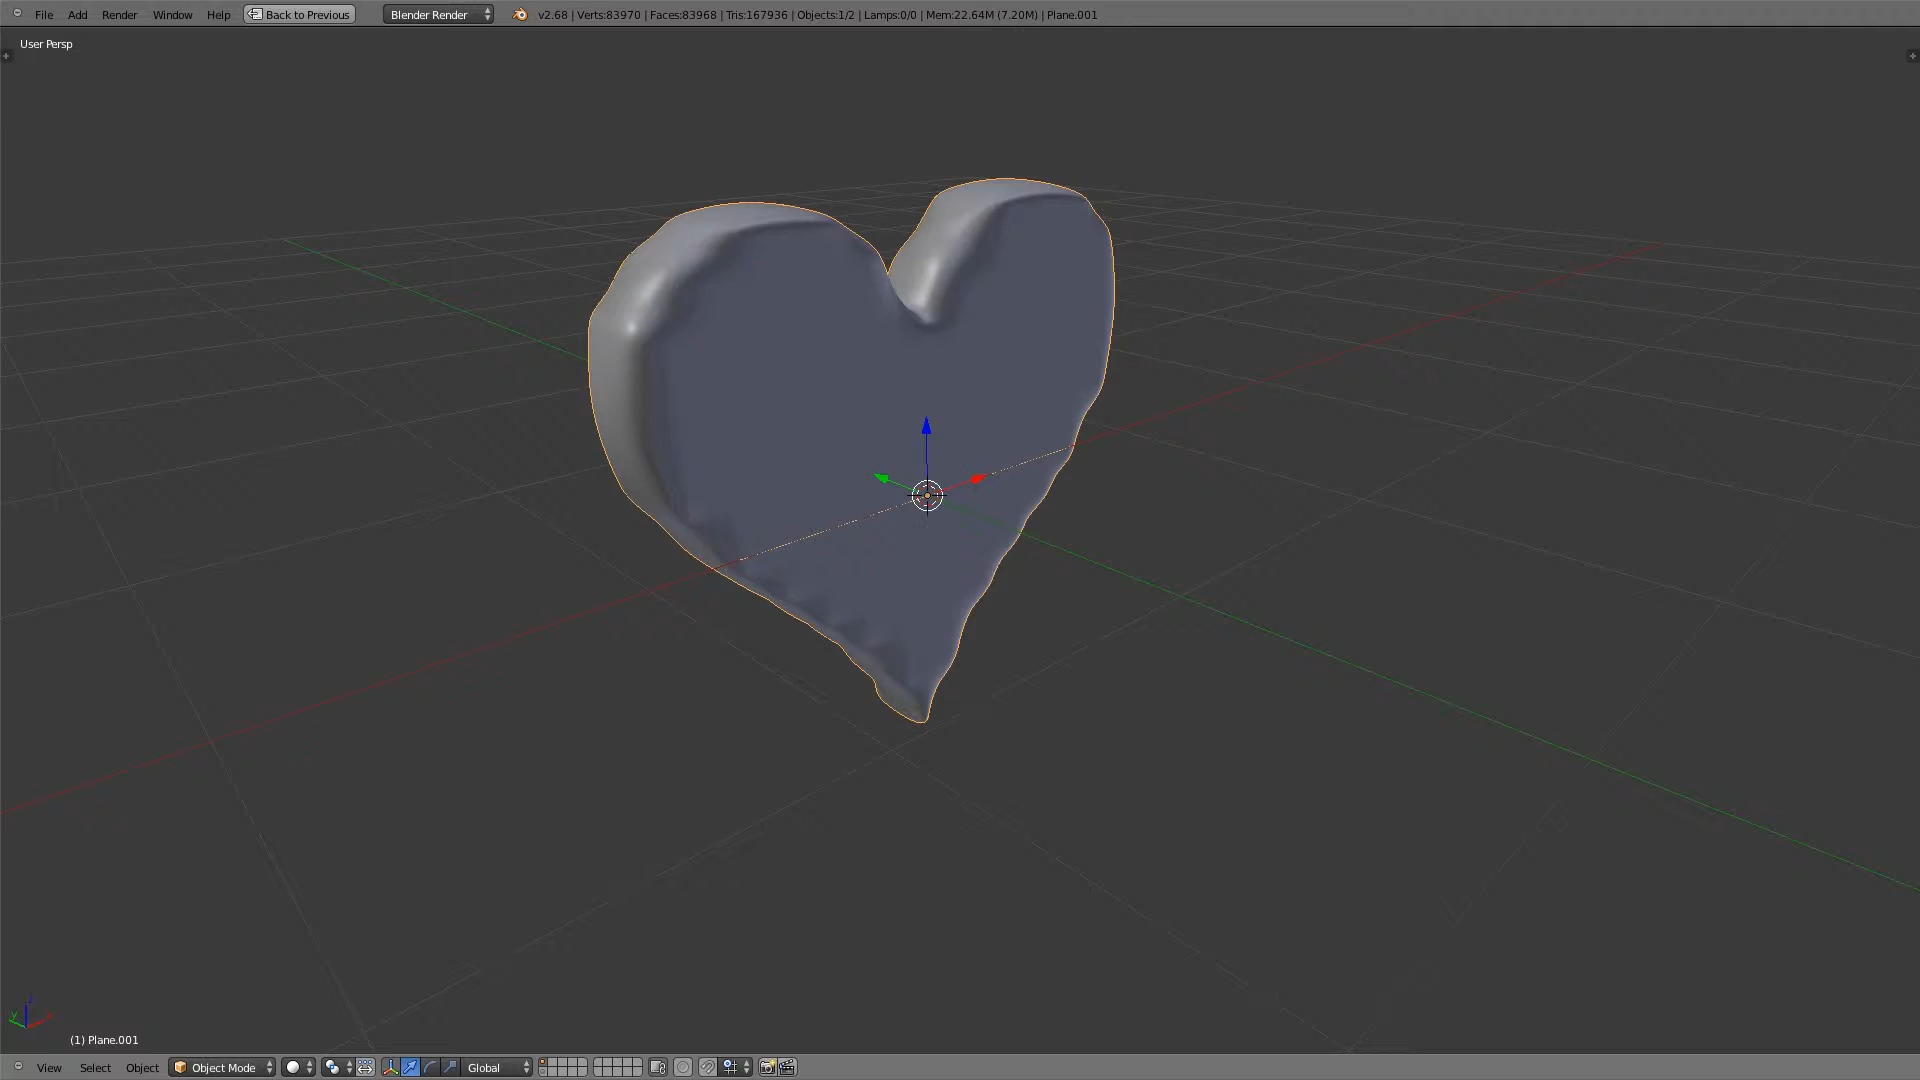 File Add Render Window Help Back to Previous Blender Render v2.68 | Verts:83970 | Faces:83968 | Tris:167936 | Objects:1/2 | Lamps:0/0 | Mem:22.64M (7.20M) | Plane.001
User Persp
(1) Plane.001
View Select Object Object Mode Global